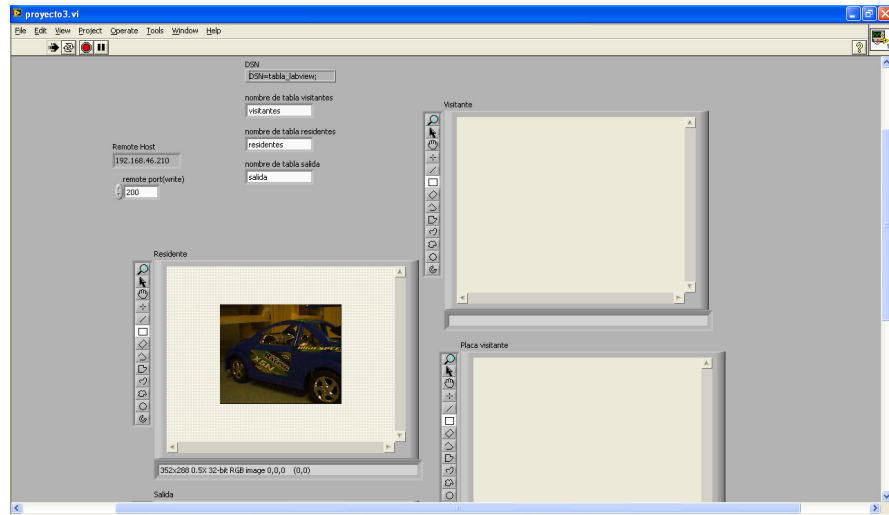 proyecto3.vi
File Edit View Project Operate Tools Window Help
DSN
DSN=tabla_labview;
nombre de tabla visitantes
visitantes
nombre de tabla residentes
residentes
nombre de tabla salida
salida
Remote Host
192.168.46.210
remote port(write)
200
Visitante
Residente
XSN
352x288 0.5X 32-bit RGB image 0,0,0 (0,0)
Placa visitante
Salida